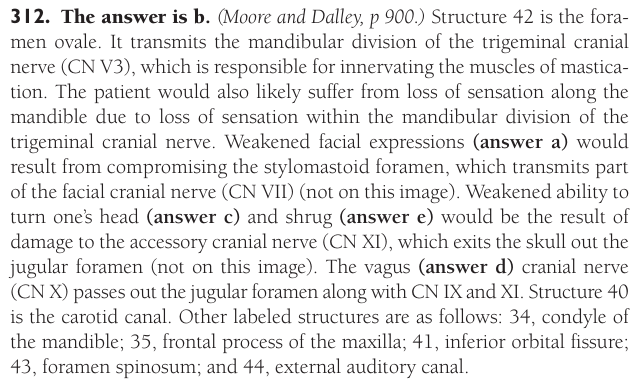 312. The answer is b. (Moore and Dalley, p 900.) Structure 42 is the fora-
men ovale. It transmits the mandibular division of the trigeminal cranial
nerve (CN V3), which is responsible for innervating the muscles of mastica-
tion. The patient would also likely suffer from loss of sensation along the
mandible due to loss of sensation within the mandibular division of the
trigeminal cranial nerve. Weakened facial expressions (answer a) would
result from compromising the stylomastoid foramen, which transmits part
of the facial cranial nerve (CN VII) (not on this image). Weakened ability to
turn one's head (answer c) and shrug (answer e) would be the result of
damage to the accessory cranial nerve (CN XI), which exits the skull out the
jugular foramen (not on this image). The vagus (answer d) cranial nerve
(CN X) passes out the jugular foramen along with CN IX and XI. Structure 40
is the carotid canal. Other labeled structures are as follows: 34, condyle of
the mandible; 35, frontal process of the maxilla; 41, inferior orbital fissure;
43, foramen spinosum; and 44, external auditory canal.